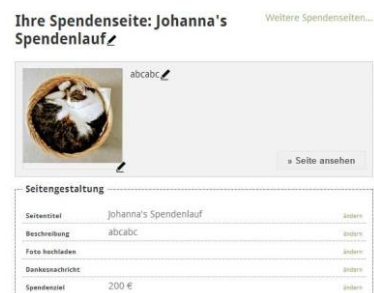 Ihre Spendenseite: Johanna's
Spendenlauf
Weitere Spendenseiten...
abcabc
» Seite ansehen
Seitengestaltung
Seitentitel Johanna's Spendenlauf ändern
Beschreibung abcabc ändern
Foto hochladen ändern
Dankesnachricht ändern
Spendenziel 200 € ändern